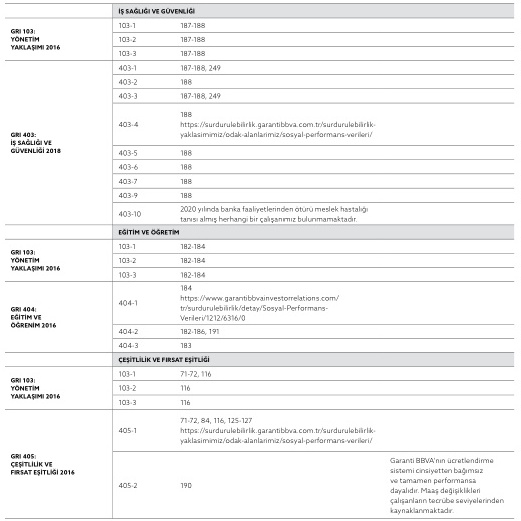 İŞ SAĞLIĞI VE GÜVENLİĞİ
GRI 103:
YÖNETİM
YAKLAŞIMI 2016
103-1 187-188
103-2 187-188
103-3 187-188
GRI 403:
İŞ SAĞLIĞI VE
GÜVENLİĞİ 2018
403-1 187-188, 249
403-2 188
403-3 187-188, 249
403-4 188
https://surdurulebilirlik.garantibbva.com.tr/surdurulebilirlik-
yaklasimimiz/odak-alanlarimiz/sosyal-performans-verileri/
403-5 188
403-6 188
403-7 188
403-9 188
403-10 2020 yılında banka faaliyetlerinden ötürü meslek hastalığı
tanısı almış herhangi bir çalışanımız bulunmamaktadır.
EĞİTİM VE ÖĞRETİM
GRI 103:
YÖNETİM
YAKLAŞIMI 2016
103-1 182-184
103-2 182-184
103-3 182-184
GRI 404:
EĞİTİM VE
ÖĞRENİM 2016
404-1 184
https://www.garantibbvainvestorrelations.com/
tr/surdurulebilirlik/detay/Sosyal-Performans-
Verileri/1212/6316/0
404-2 182-186, 191
404-3 183
ÇEŞİTLİLİK VE FIRSAT EŞİTLİĞİ
GRI 103:
YÖNETİM
YAKLAŞIMI 2016
103-1 71-72, 116
103-2 116
103-3 116
GRI 405:
ÇEŞİTLİLİK VE
FIRSAT EŞİTLİĞİ 2016
405-1 71-72, 84, 116, 125-127
https://surdurulebilirlik.garantibbva.com.tr/surdurulebilirlik-
yaklasimimiz/odak-alanlarimiz/sosyal-performans-verileri/
405-2 190
Garanti BBVA'nın ücretlendirme
sistemi cinsiyetten bağımsız
ve tamamen performansa
dayalıdır. Maaş değişiklikleri
çalışanların tecrübe seviyelerinden
kaynaklanmaktadır.